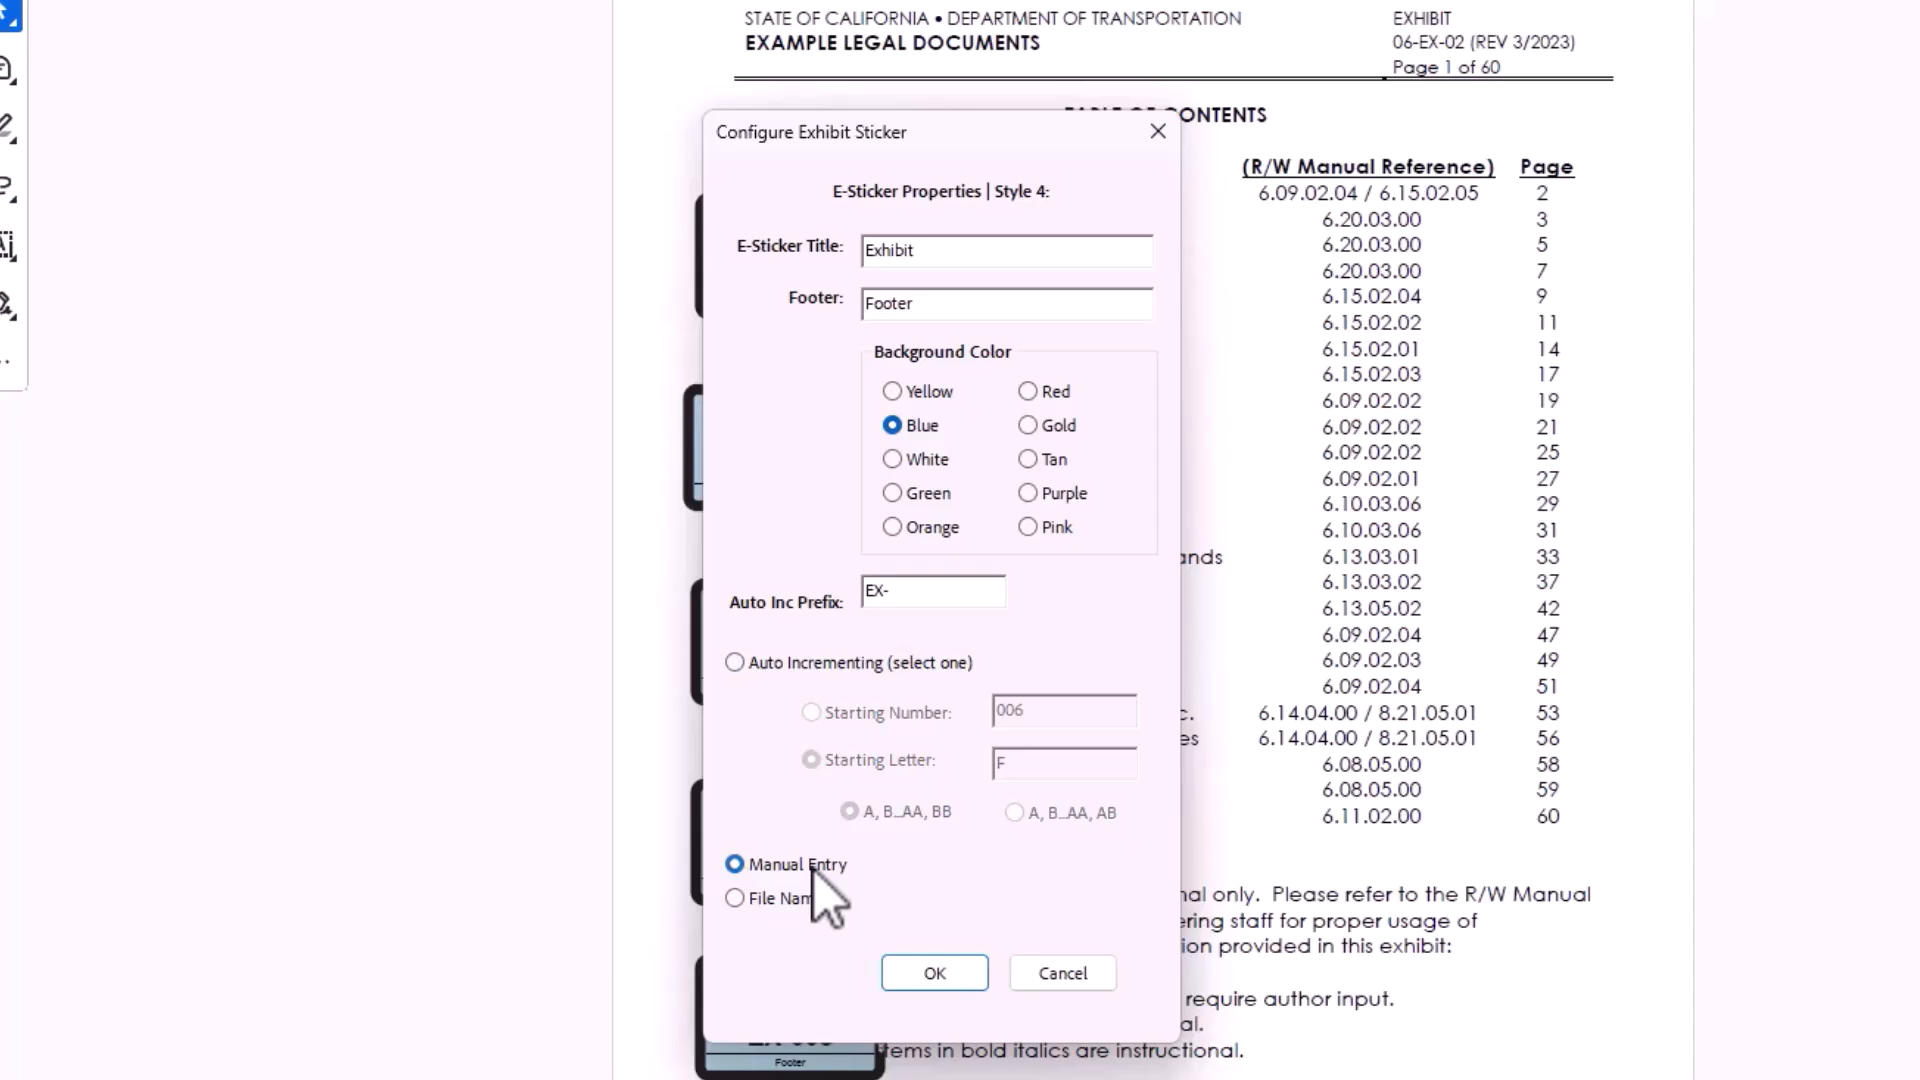 STATE OF CALIFORNIA • DEPARTMENT OF TRANSPORTATION
EXAMPLE LEGAL DOCUMENTS
EXHIBIT
06-EX-02 (REV 3/2023)
Page 1 of 60
CONTENTS
(R/W Manual Reference) Page
6.09.02.04 / 6.15.02.05 2
6.20.03.00 3
6.20.03.00 5
6.20.03.00 7
6.15.02.04 9
6.15.02.02 11
6.15.02.01 14
6.15.02.03 17
6.09.02.02 19
6.09.02.02 21
6.09.02.02 25
6.09.02.01 27
6.10.03.06 29
6.10.03.06 31
ands 6.13.03.01 33
6.13.03.02 37
6.13.05.02 42
6.09.02.04 47
6.09.02.03 49
6.09.02.04 51
c. 6.14.04.00 / 8.21.05.01 53
es 6.14.04.00 / 8.21.05.01 56
6.08.05.00 58
6.08.05.00 59
6.11.02.00 60
nal only. Please refer to the R/W Manual
ering staff for proper usage of
ion provided in this exhibit:
require author input.
al.
items in bold italics are instructional.
Configure Exhibit Sticker
E-Sticker Properties | Style 4:
E-Sticker Title: Exhibit
Footer: Footer
Background Color
Yellow Red
Blue Gold
White Tan
Green Purple
Orange Pink
Auto Inc Prefix: EX-
Auto Incrementing (select one)
Starting Number: 006
Starting Letter: F
A, B...AA, BB A, B...AA, AB
Manual Entry
File Nam
OK Cancel
Footer